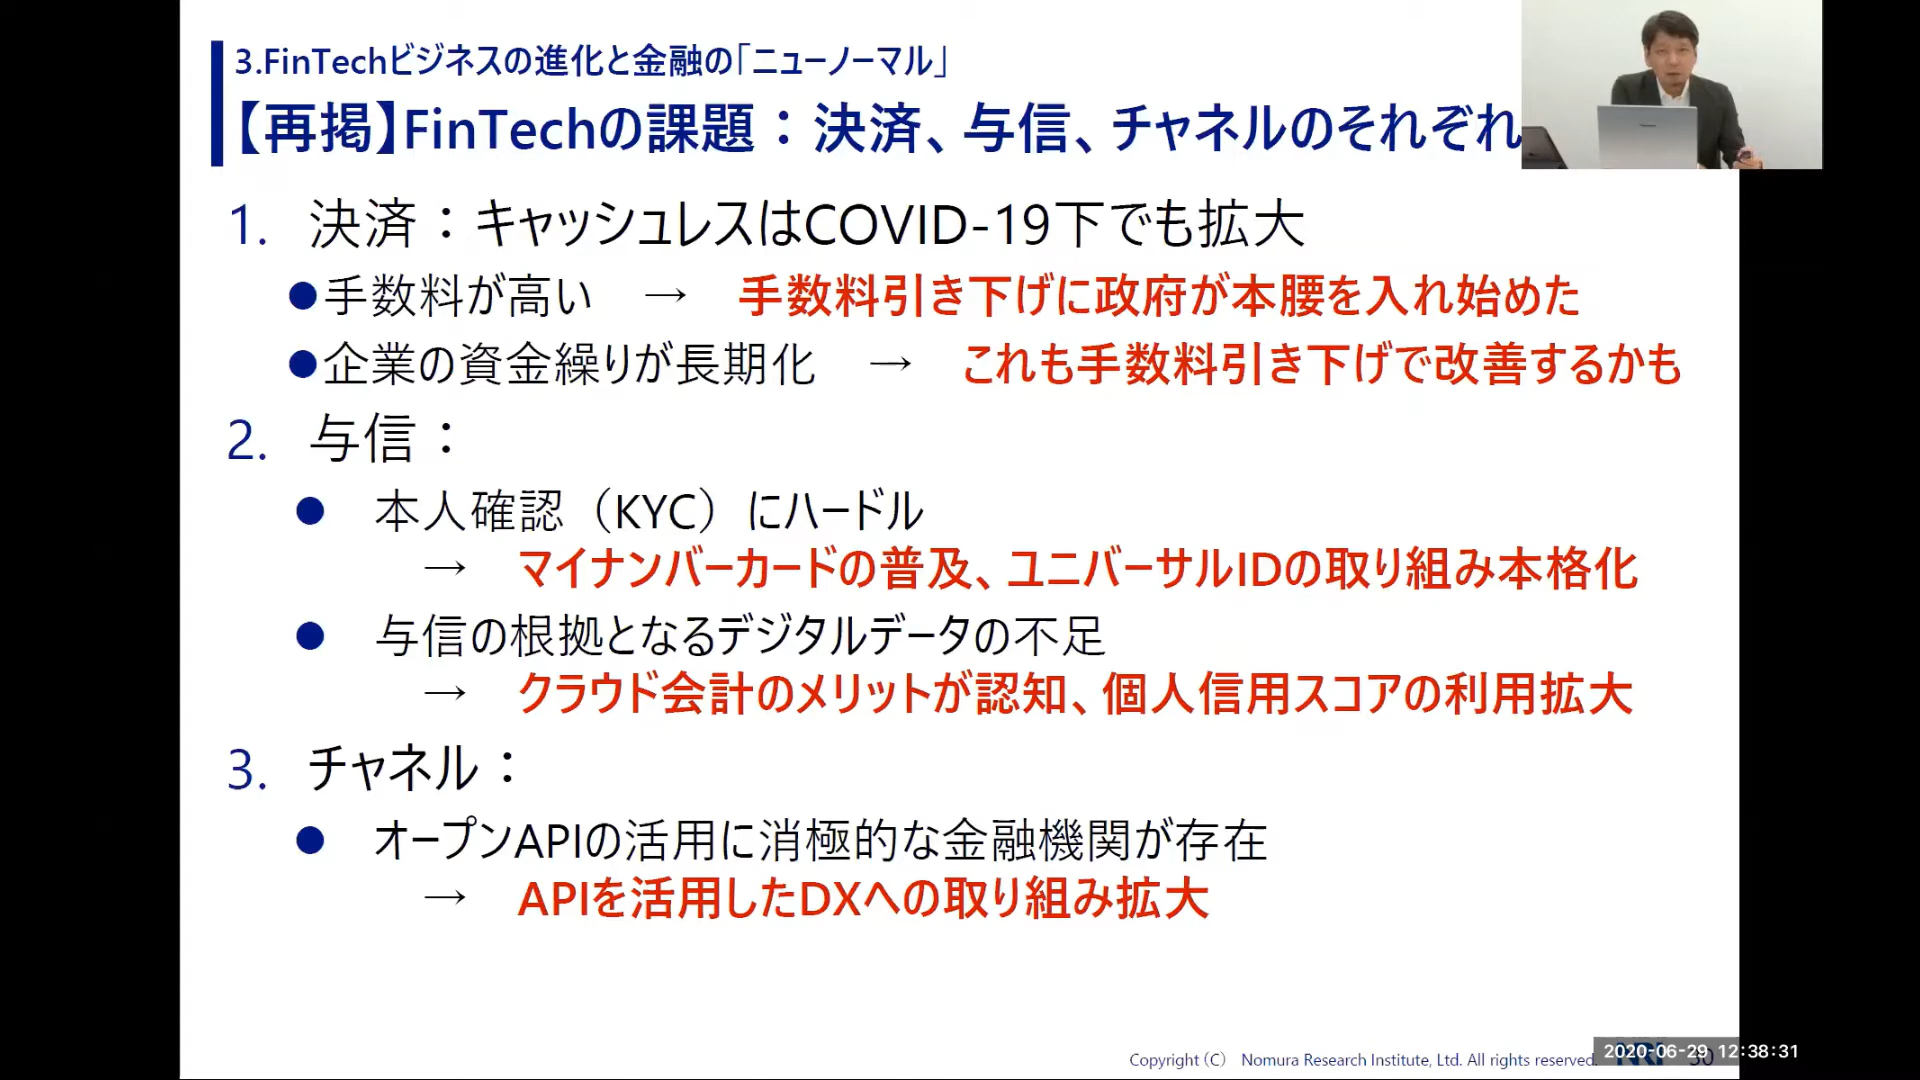 3.FinTechビジネスの進化と金融の「ニューノーマル」
【再掲】FinTechの課題：決済、与信、チャネルのそれぞれ
1. 決済：キャッシュレスはCOVID-19下でも拡大
●手数料が高い → 手数料引き下げに政府が本腰を入れ始めた
●企業の資金繰りが長期化 → これも手数料引き下げで改善するかも
2. 与信：
● 本人確認（KYC）にハードル
→ マイナンバーカードの普及、ユニバーサルIDの取り組み本格化
● 与信の根拠となるデジタルデータの不足
→ クラウド会計のメリットが認知、個人信用スコアの利用拡大
3. チャネル：
● オープンAPIの活用に消極的な金融機関が存在
→ APIを活用したDXへの取り組み拡大
Copyright（C） Nomura Research Institute, Ltd. All rights reserved.
NRI 30
2020-06-29 12:38:31